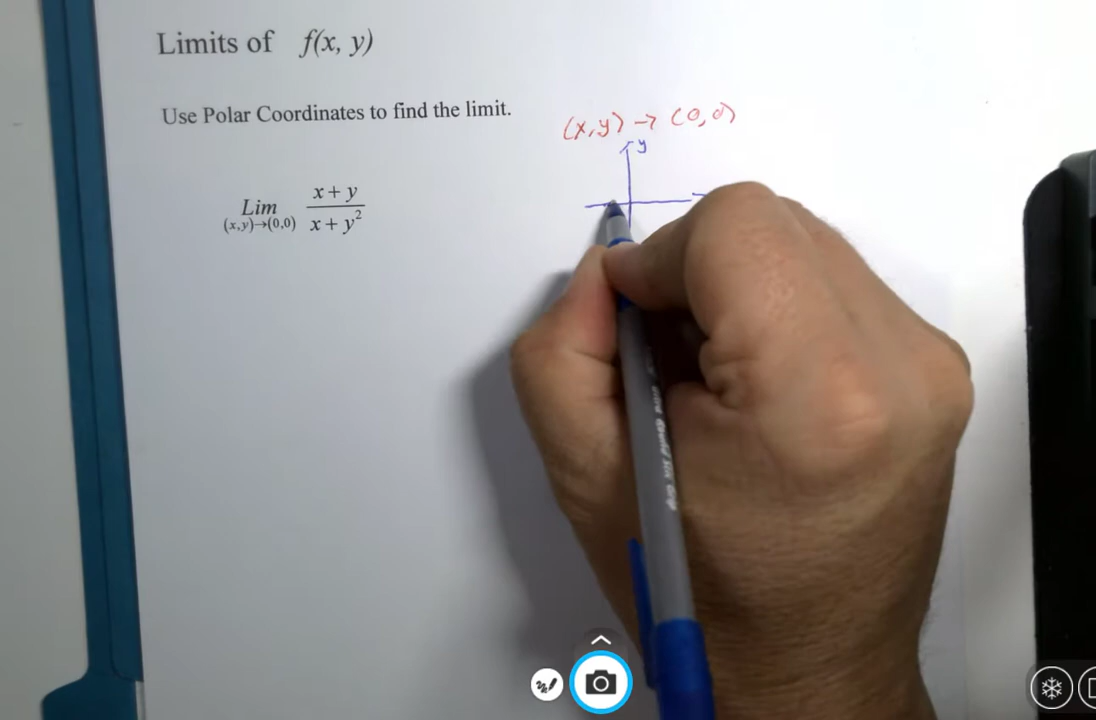 Limits of f(x, y)
Use Polar Coordinates to find the limit.
(x,y) → (0,0)
y
Lim (x,y)→(0,0) x + y / x + y²